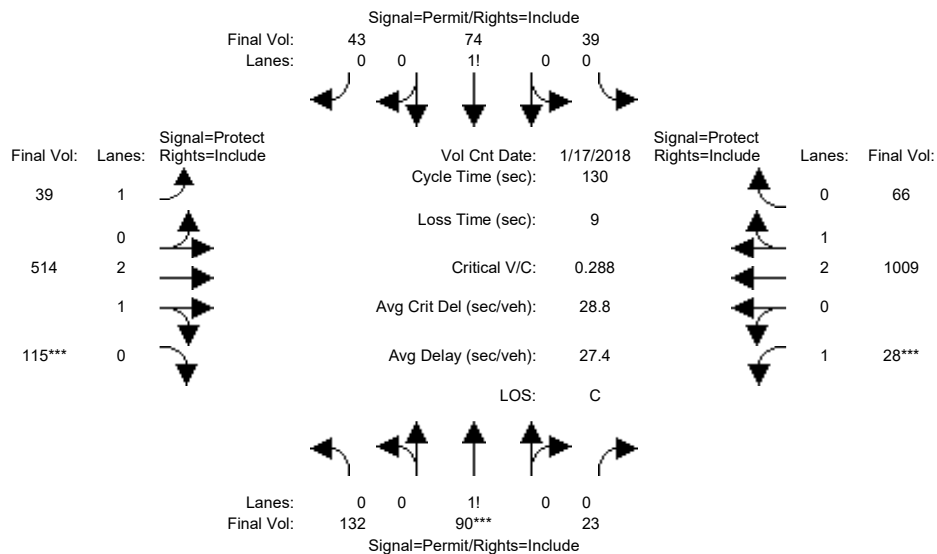 Signal=Permit/Rights=Include
Final Vol: 43 74 39
Lanes: 0 0 1! 0 0
Signal=Protect
Final Vol: Lanes: Rights=Include
Vol Cnt Date: 1/17/2018
Signal=Protect
Rights=Include Lanes: Final Vol:
Cycle Time (sec): 130
39 1
0 66
Loss Time (sec): 9
0
1
514 2
Critical V/C: 0.288
2 1009
1
Avg Crit Del (sec/veh): 28.8
0
115*** 0
Avg Delay (sec/veh): 27.4
1 28***
LOS: C
Lanes: 0 0 1! 0 0
Final Vol: 132 90*** 23
Signal=Permit/Rights=Include